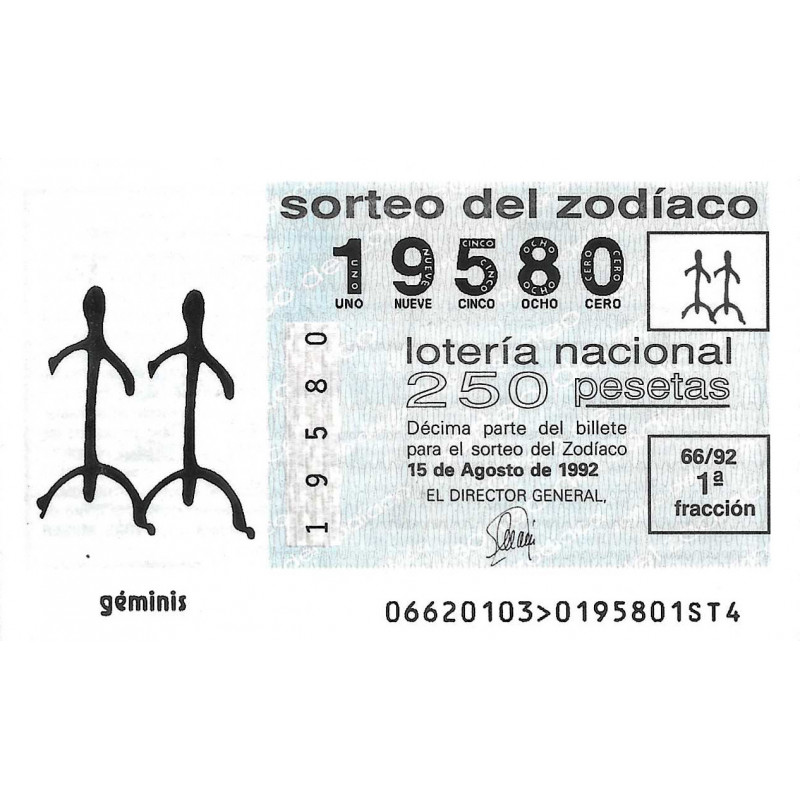 sorteo del zodíaco
19580
UNO NUEVE CINCO OCHO CERO
19580
lotería nacional
250 pesetas
Décima parte del billete
para el sorteo del Zodíaco
15 de Agosto de 1992
EL DIRECTOR GENERAL,
66/92
1ª
fracción
géminis
06620103>0195801ST4